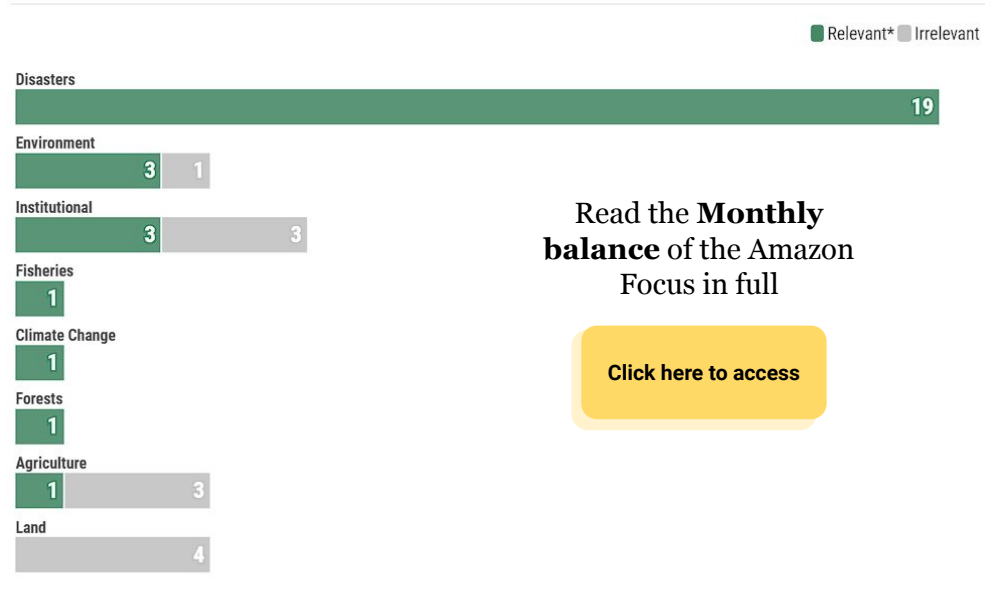 Relevant* Irrelevant
Disasters
19
Environment
3 1
Institutional
3 3
Fisheries
1
Climate Change
1
Forests
1
Agriculture
1 3
Land
4
Read the Monthly
balance of the Amazon
Focus in full
Click here to access